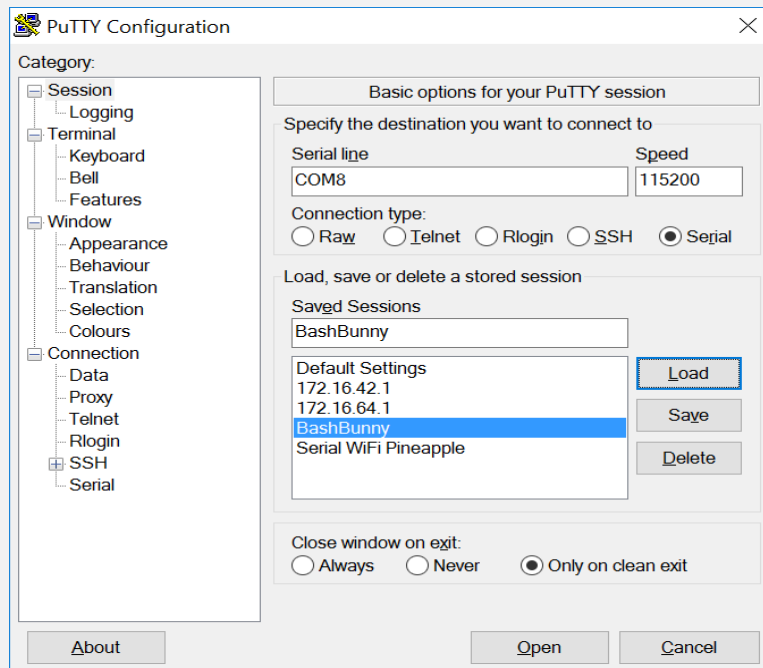 PuTTY Configuration
Category:
Session
Logging
Terminal
Keyboard
Bell
Features
Window
Appearance
Behaviour
Translation
Selection
Colours
Connection
Data
Proxy
Telnet
Rlogin
SSH
Serial
Basic options for your PuTTY session
Specify the destination you want to connect to
Serial line Speed
COM8 115200
Connection type:
Raw Telnet Rlogin SSH Serial
Load, save or delete a stored session
Saved Sessions
BashBunny
Default Settings
172.16.42.1
172.16.64.1
BashBunny
Serial WiFi Pineapple
Load
Save
Delete
Close window on exit:
Always Never Only on clean exit
About Open Cancel